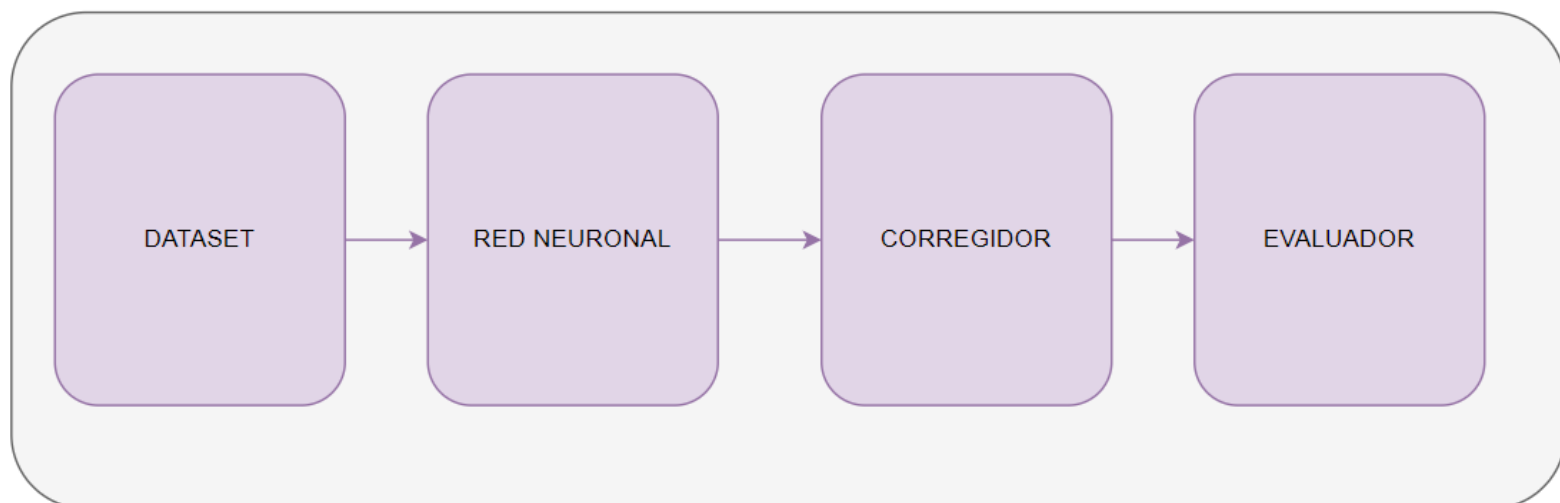 DATASET
RED NEURONAL
CORREGIDOR
EVALUADOR